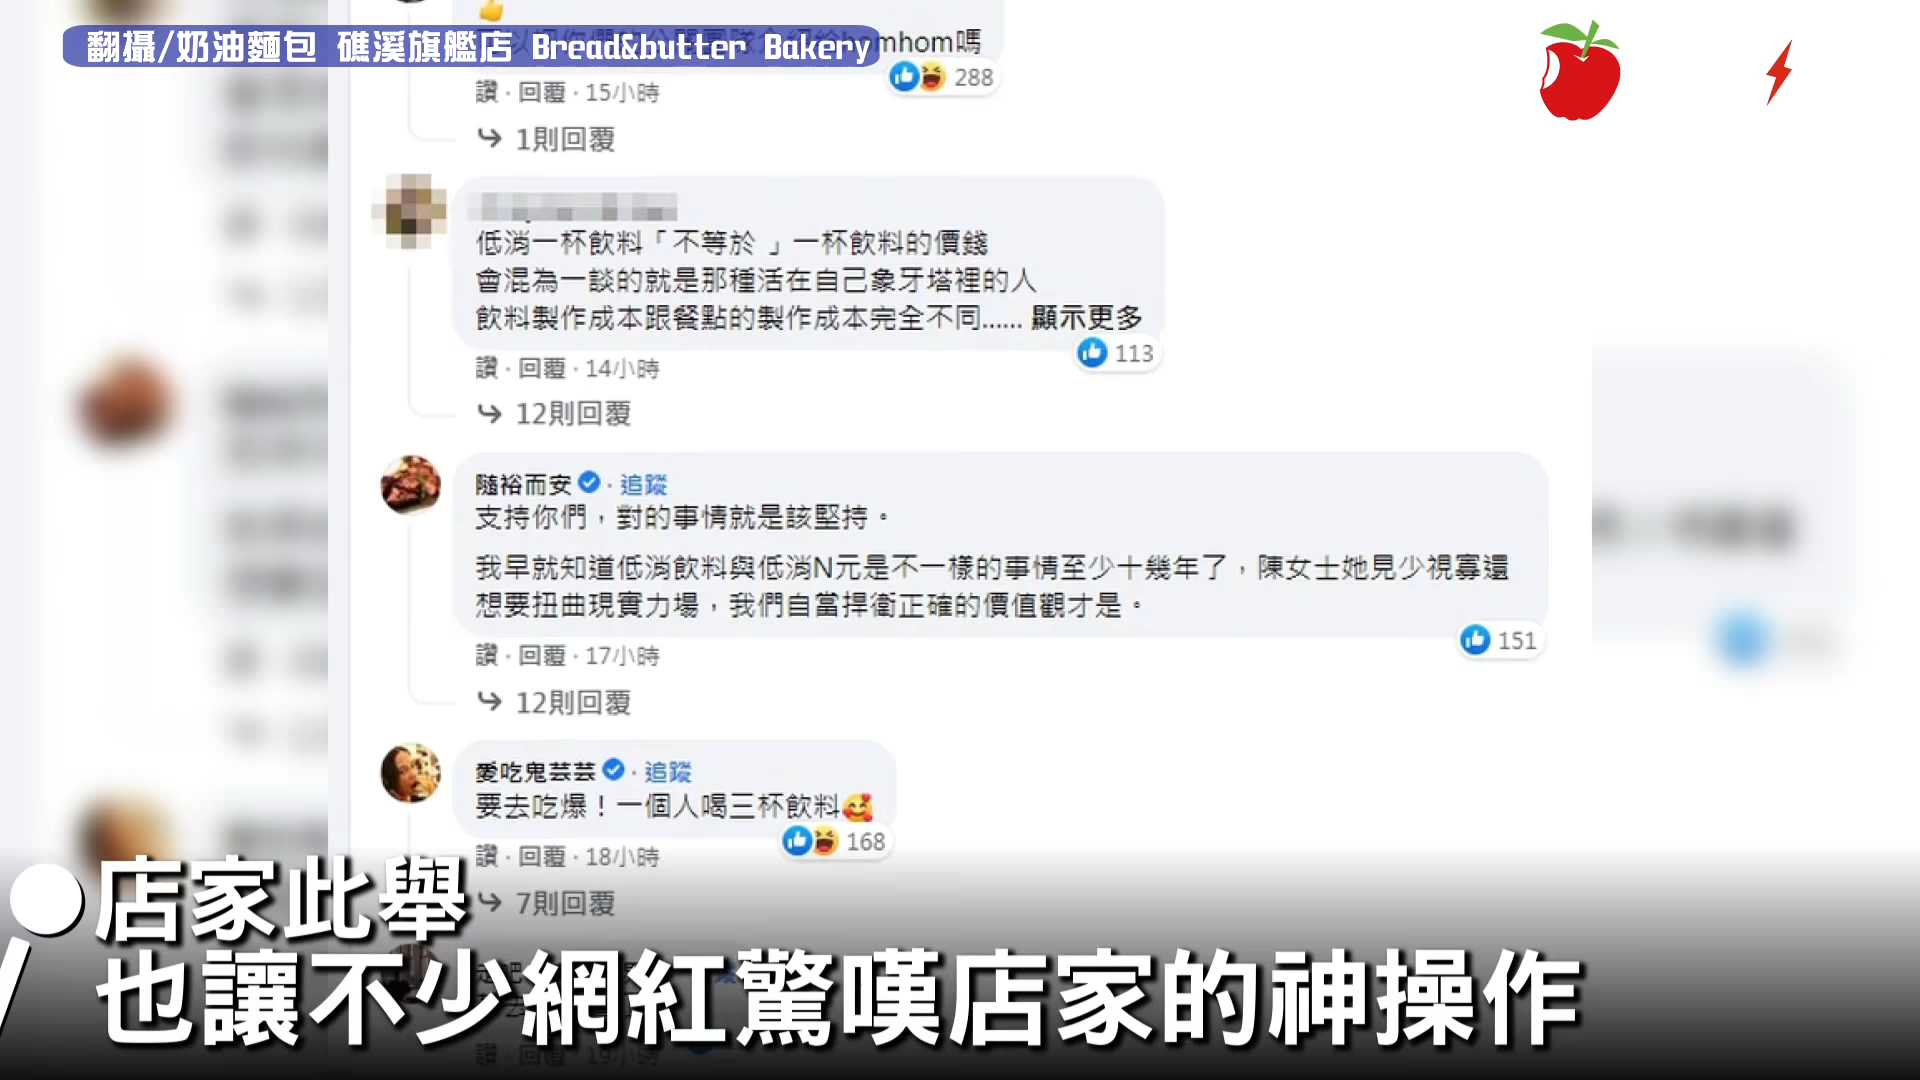 翻攝/奶油麵包 礁溪旗艦店 Bread&butter Bakery
mhom嗎
288
讚 · 回覆 · 15小時
1則回覆
低消一杯飲料「不等於 」一杯飲料的價錢
會混為一談的就是那種活在自己象牙塔裡的人
飲料製作成本跟餐點的製作成本完全不同...... 顯示更多
113
讚 · 回覆 · 14小時
12則回覆
隨裕而安 · 追蹤
支持你們，對的事情就是該堅持。
我早就知道低消飲料與低消N元是不一樣的事情至少十幾年了，陳女士她見少視寡還
想要扭曲現實力場，我們自當捍衛正確的價值觀才是。
151
讚 · 回覆 · 17小時
12則回覆
愛吃鬼芸芸 · 追蹤
要去吃爆！一個人喝三杯飲料
168
讚 · 回覆 · 18小時
7則回覆
店家此舉
也讓不少網紅驚嘆店家的神操作
讚 · 回覆 · 19小時